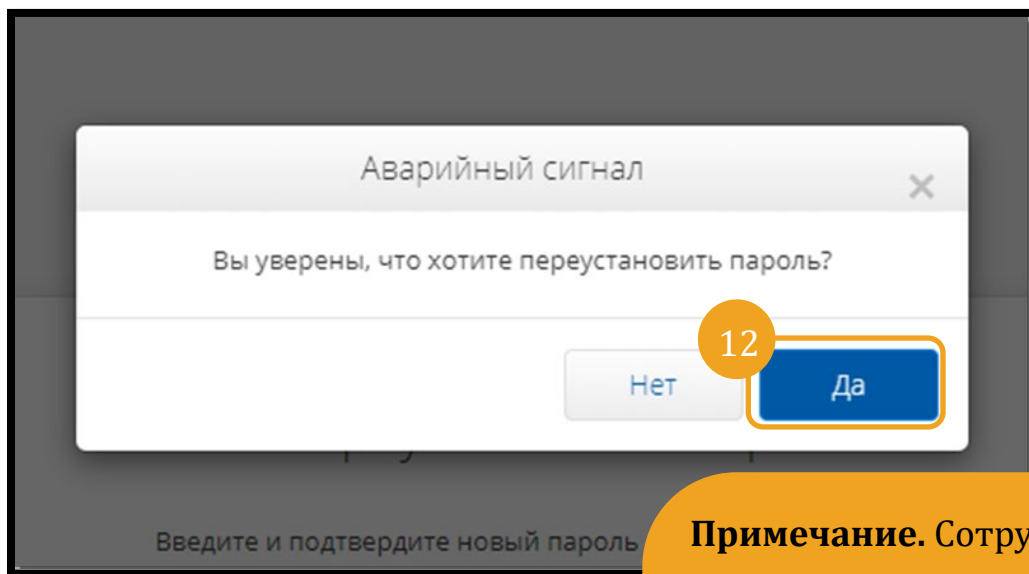 Аварийный сигнал
Вы уверены, что хотите переустановить пароль?
12
Нет
Да
Введите и подтвердите новый пароль
Примечание. Сотру